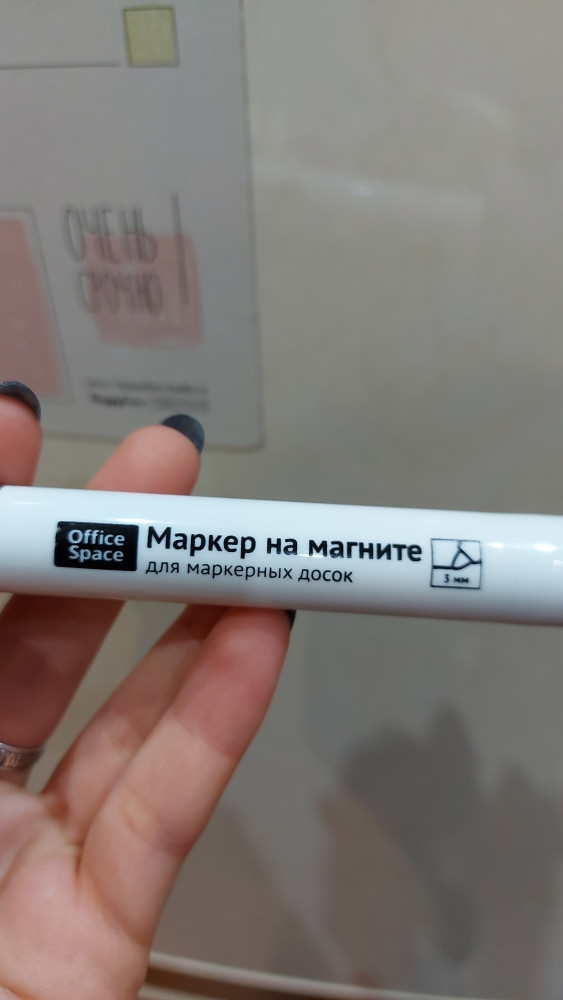 ОЧЕНЬ
СРОЧНО
Office
Space
Маркер на магните
для маркерных досок
3 мм